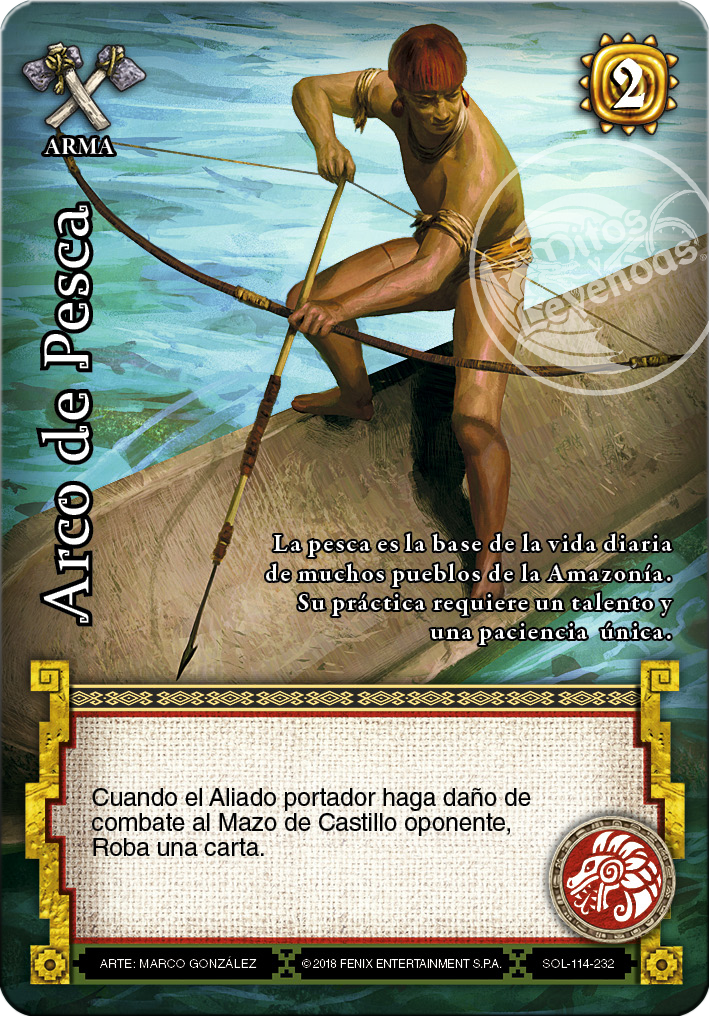 ARMA
2
Mitos
Leyendas
Arco de Pesca
La pesca es la base de la vida diaria
de muchos pueblos de la Amazonía.
Su práctica requiere un talento y
una paciencia única.
Cuando el Aliado portador haga daño de
combate al Mazo de Castillo oponente,
Roba una carta.
ARTE: MARCO GONZÁLEZ
©2018 FENIX ENTERTAINMENT S.P.A.
SOL-114-232